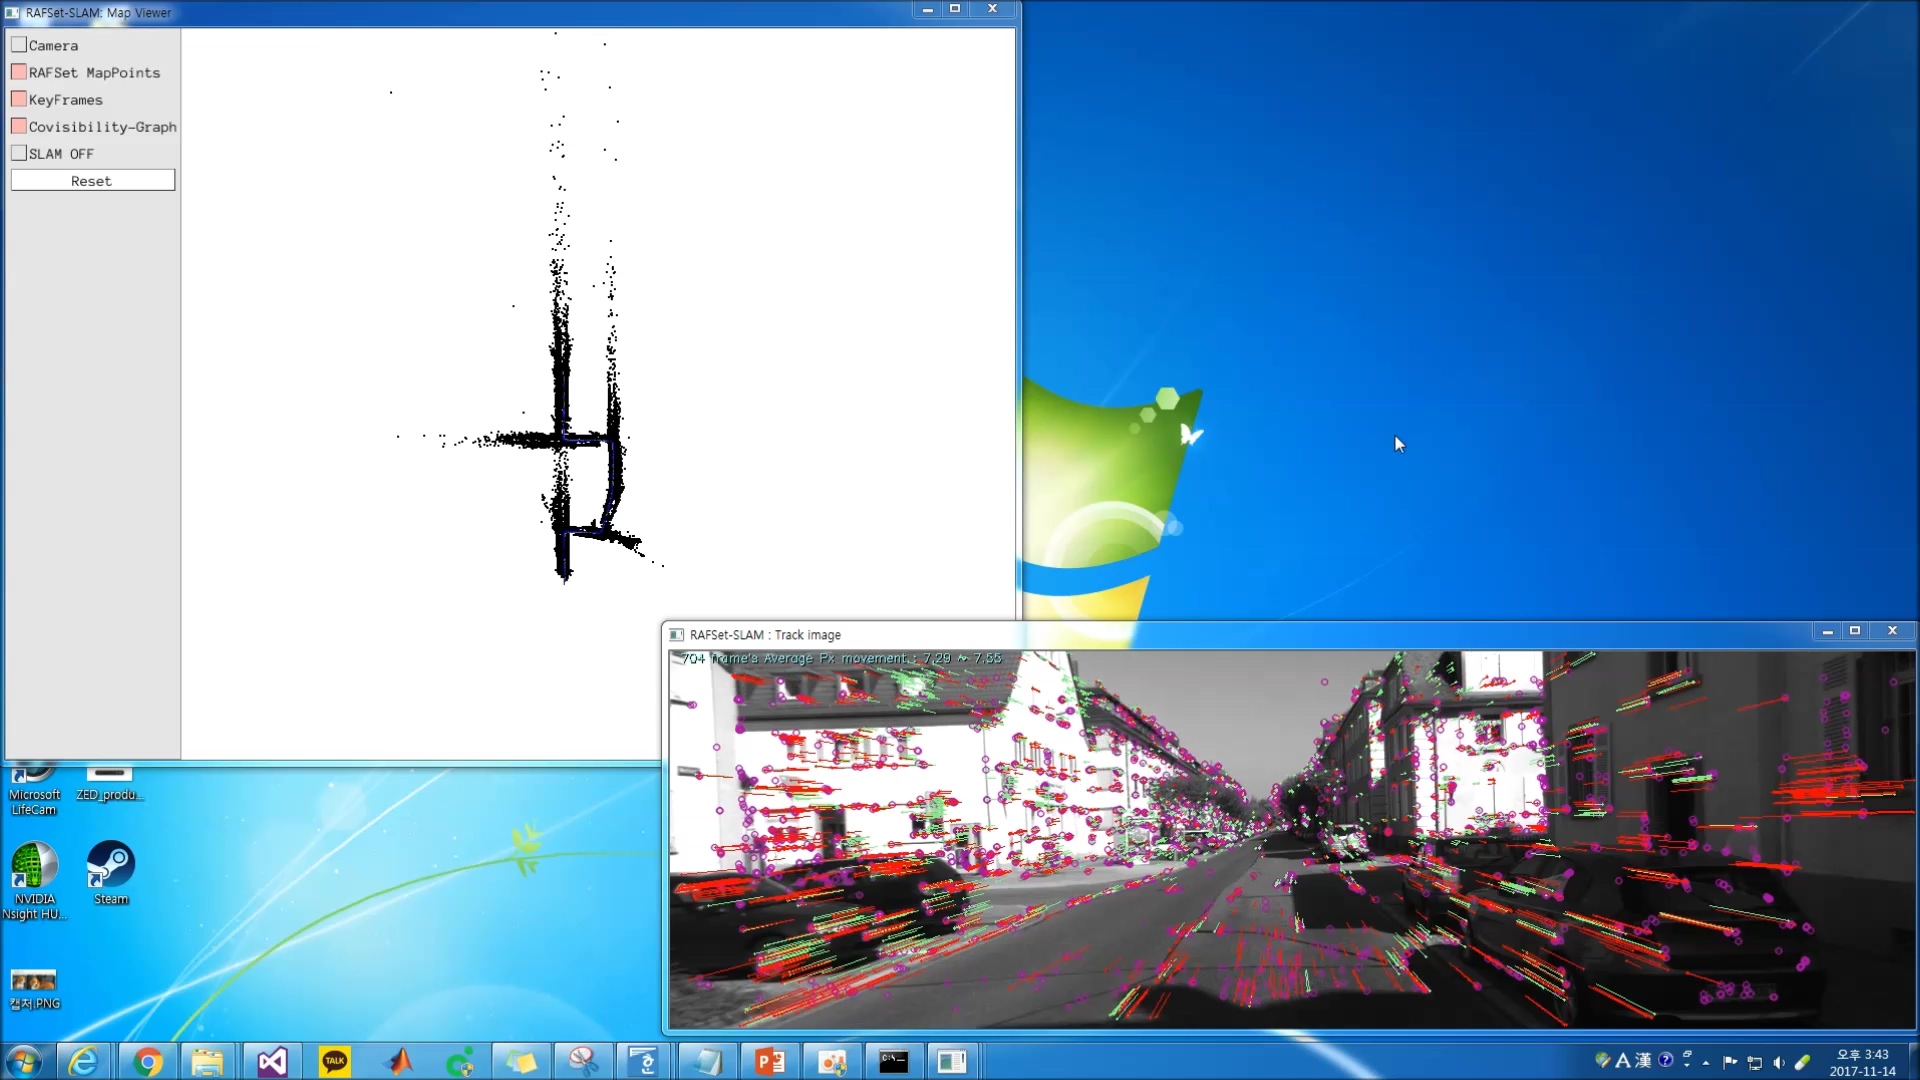 RAFSet-SLAM: Map Viewer
Camera
RAFSet MapPoints
KeyFrames
Covisibility-Graph
SLAM OFF
Reset
RAFSet-SLAM : Track image
704 frame's Average Px movement : 7.29 ~ 7.55
Microsoft
LifeCam
ZED_produ...
NVIDIA
Nsight HU...
Steam
캡처.PNG
TALK
C:\
A 漢
오후 3:43
2017-11-14